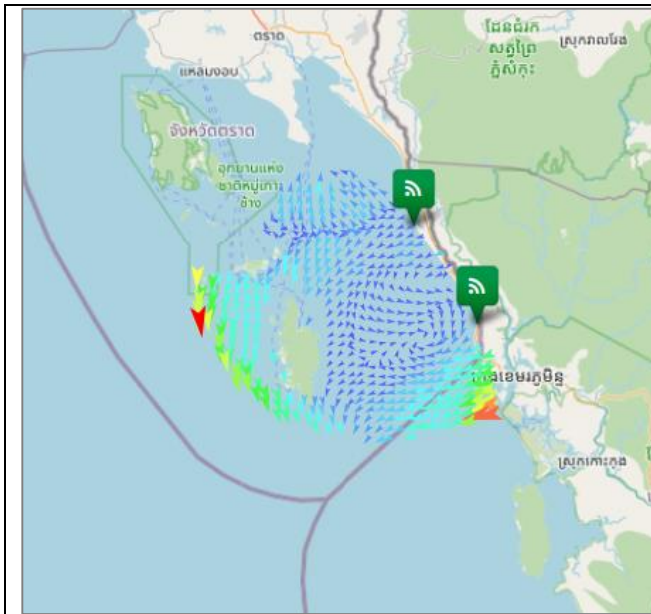 ដែនជំរក
សត្វព្រៃ
ភ្នំសំកុះ
ស្រុកវាលវែង
ตราด
แหลมงอบ
จังหวัดตราด
อุทยานแห่ง
ชาติหมู่เกาะ
ช้าง
ស្រុកកោះកុង